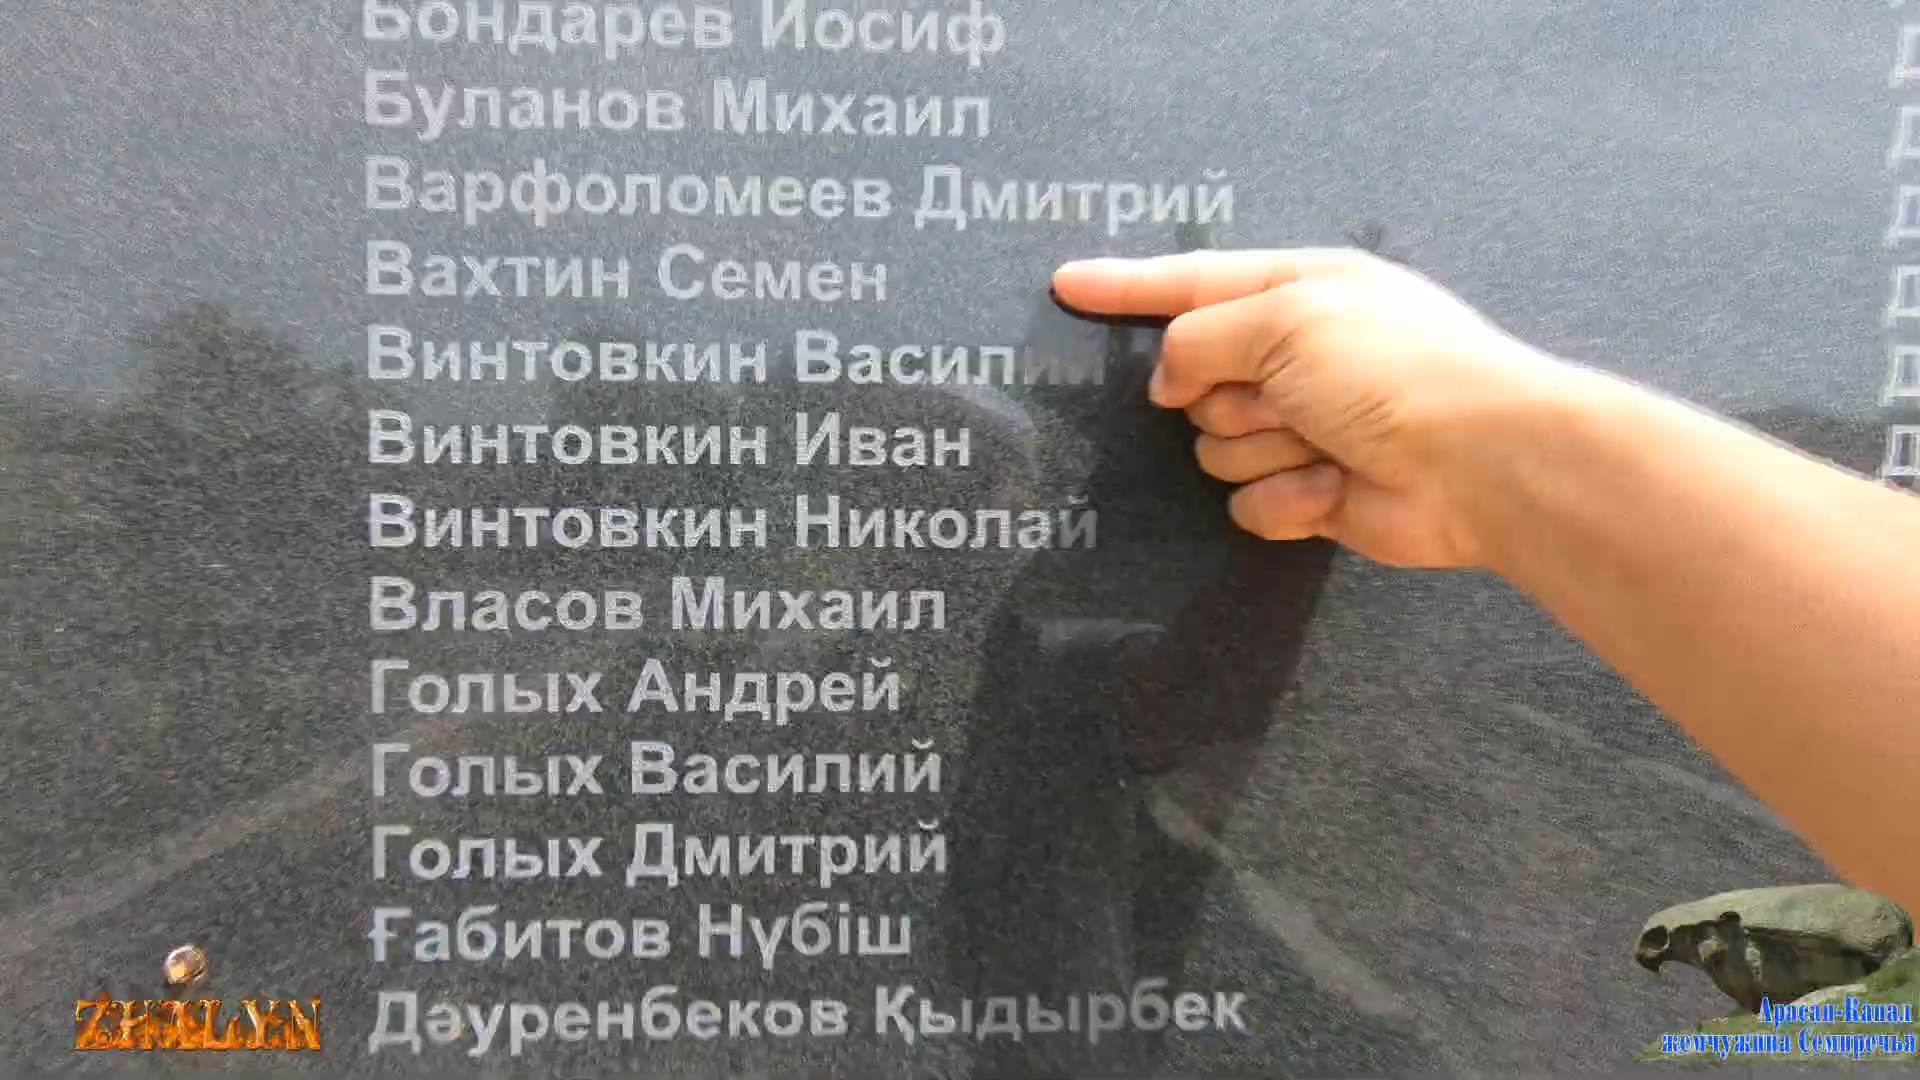 Бондарев Иосиф
Буланов Михаил
Варфоломеев Дмитрий
Вахтин Семен
Винтовкин Василий
Винтовкин Иван
Винтовкин Николай
Власов Михаил
Голых Андрей
Голых Василий
Голых Дмитрий
Ғабитов Нүбіш
Дәуренбеков Қыдырбек
ZHALYN
Арасан-Капал
жемчужина Семиречья